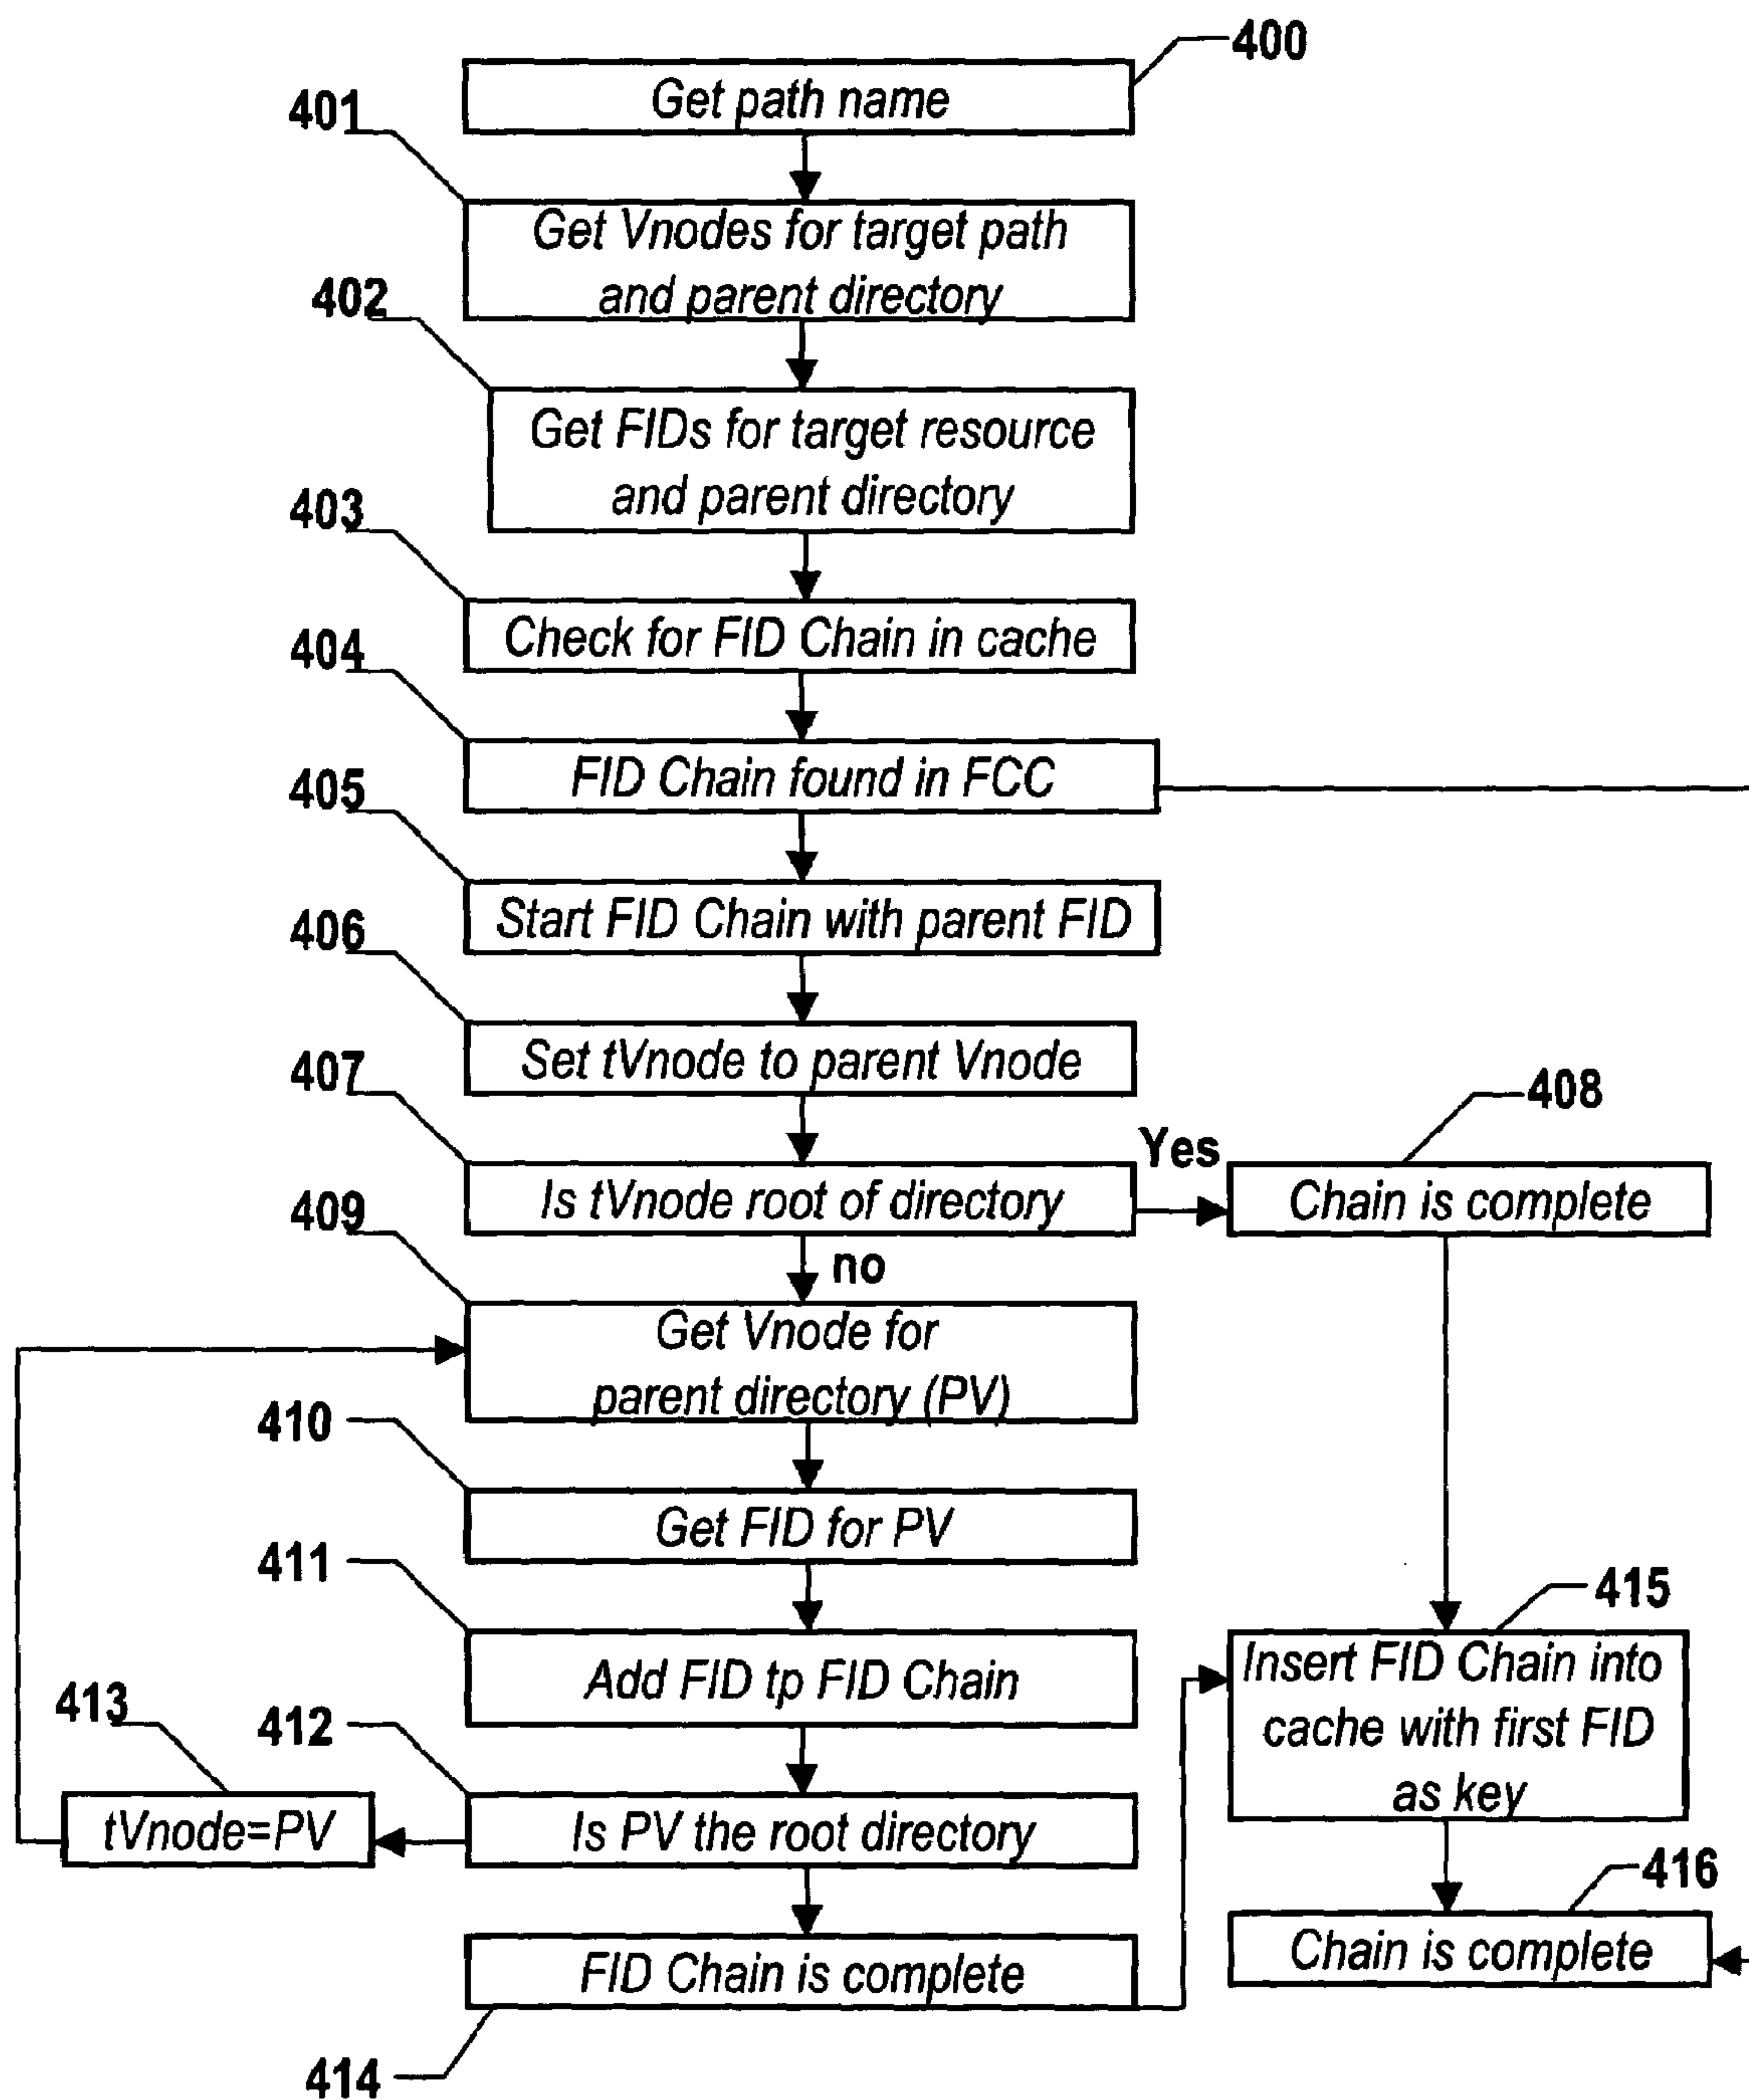 400
Get path name
401
Get Vnodes for target path
and parent directory
402
Get FIDs for target resource
and parent directory
403
Check for FID Chain in cache
404
FID Chain found in FCC
405
Start FID Chain with parent FID
406
Set tVnode to parent Vnode
407
Is tVnode root of directory
Yes
408
Chain is complete
no
409
Get Vnode for
parent directory (PV)
410
Get FID for PV
411
Add FID tp FID Chain
412
Is PV the root directory
413
tVnode=PV
FID Chain is complete
414
415
Insert FID Chain into
cache with first FID
as key
416
Chain is complete